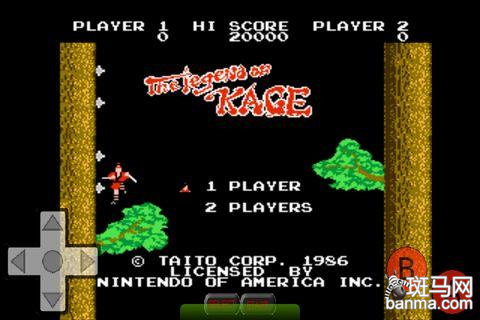 PLAYER 1 HI SCORE PLAYER 2
0 20000 0
The Legend of
KAGE
1 PLAYER
2 PLAYERS
© TAITO CORP. 1986
LICENSED BY
NINTENDO OF AMERICA INC.
R
斑马网
banma.com